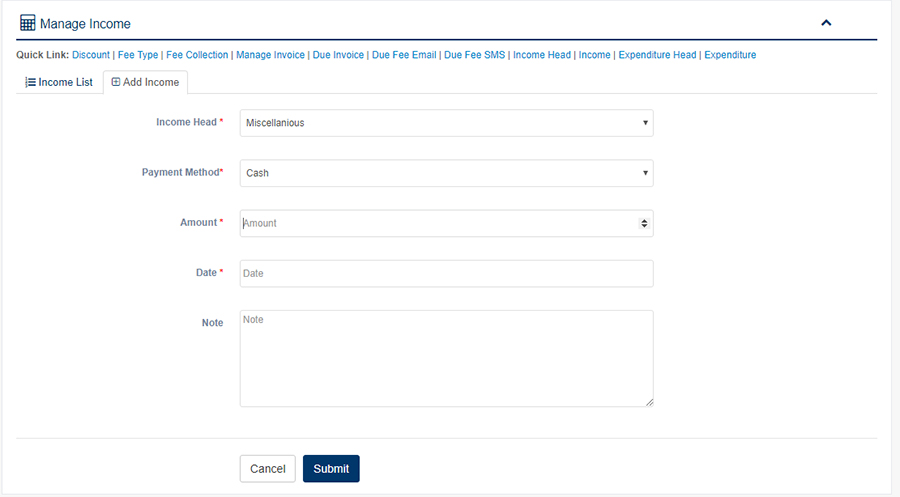 Manage Income
Quick Link: Discount | Fee Type | Fee Collection | Manage Invoice | Due Invoice | Due Fee Email | Due Fee SMS | Income Head | Income | Expenditure Head | Expenditure
Income List Add Income
Income Head * Miscellanious
Payment Method* Cash
Amount * Amount
Date * Date
Note Note
Cancel Submit